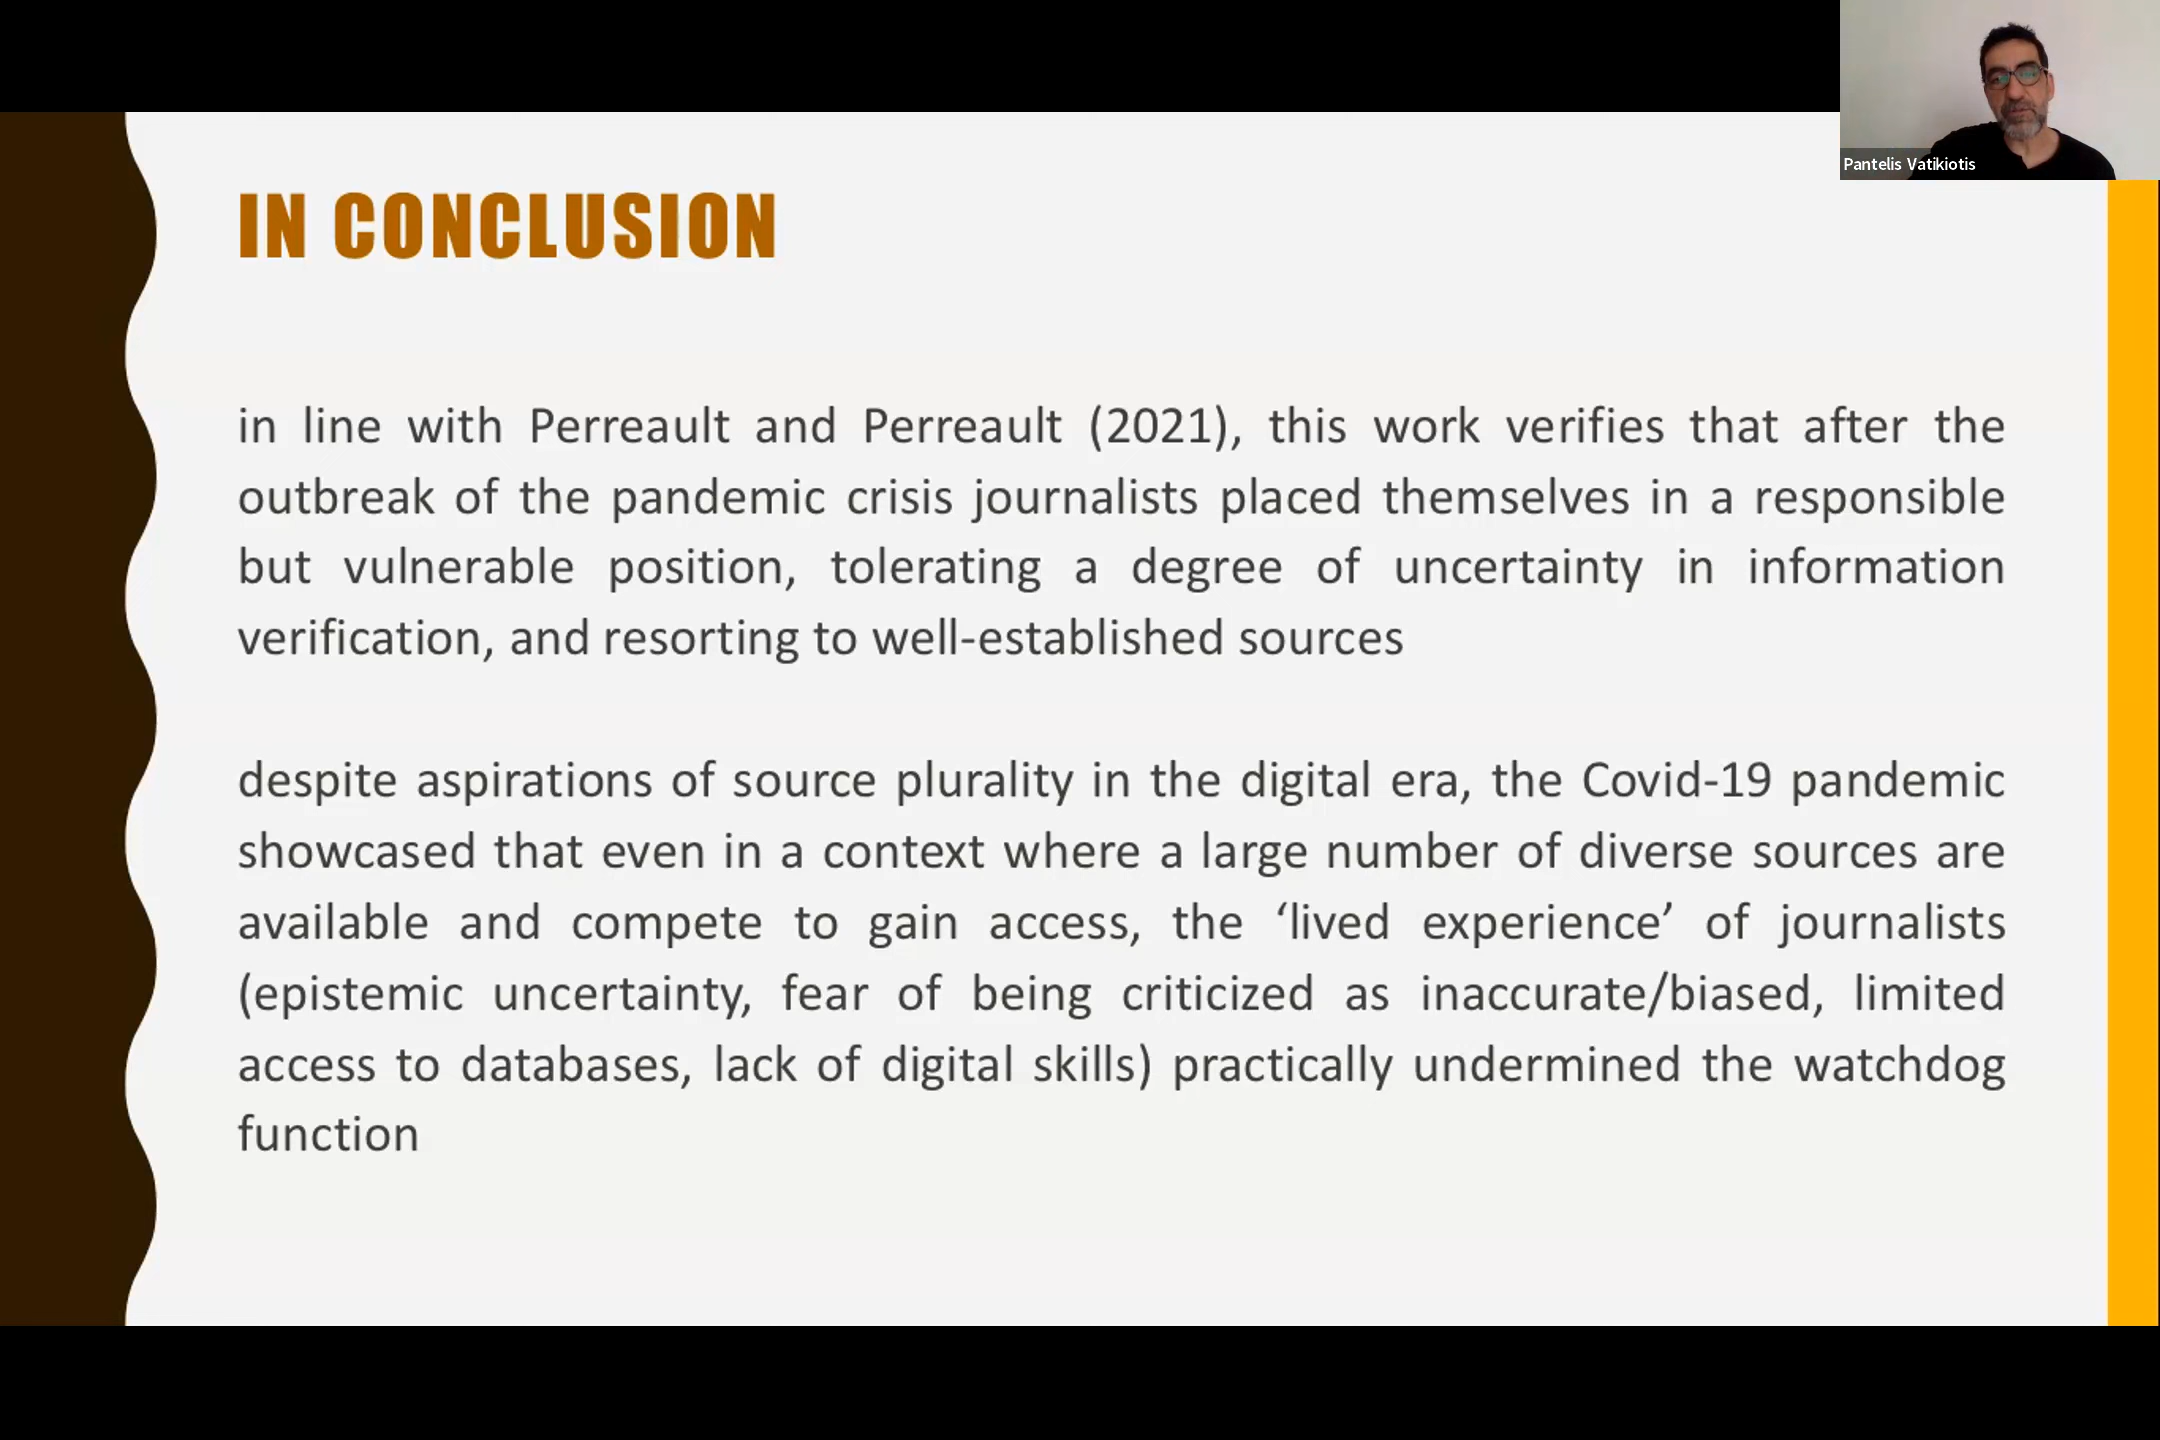 Pantelis Vatikiotis
IN CONCLUSION
in line with Perreault and Perreault (2021), this work verifies that after the
outbreak of the pandemic crisis journalists placed themselves in a responsible
but vulnerable position, tolerating a degree of uncertainty in information
verification, and resorting to well-established sources
despite aspirations of source plurality in the digital era, the Covid-19 pandemic
showcased that even in a context where a large number of diverse sources are
available and compete to gain access, the ‘lived experience’ of journalists
(epistemic uncertainty, fear of being criticized as inaccurate/biased, limited
access to databases, lack of digital skills) practically undermined the watchdog
function